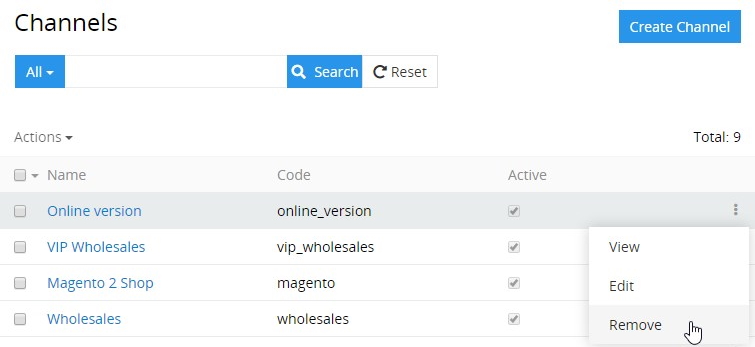 Channels
Create Channel
All Search Reset
Actions Total: 9
Name Code Active
Online version online_version
VIP Wholesales vip_wholesales View
Magento 2 Shop magento Edit
Wholesales wholesales Remove